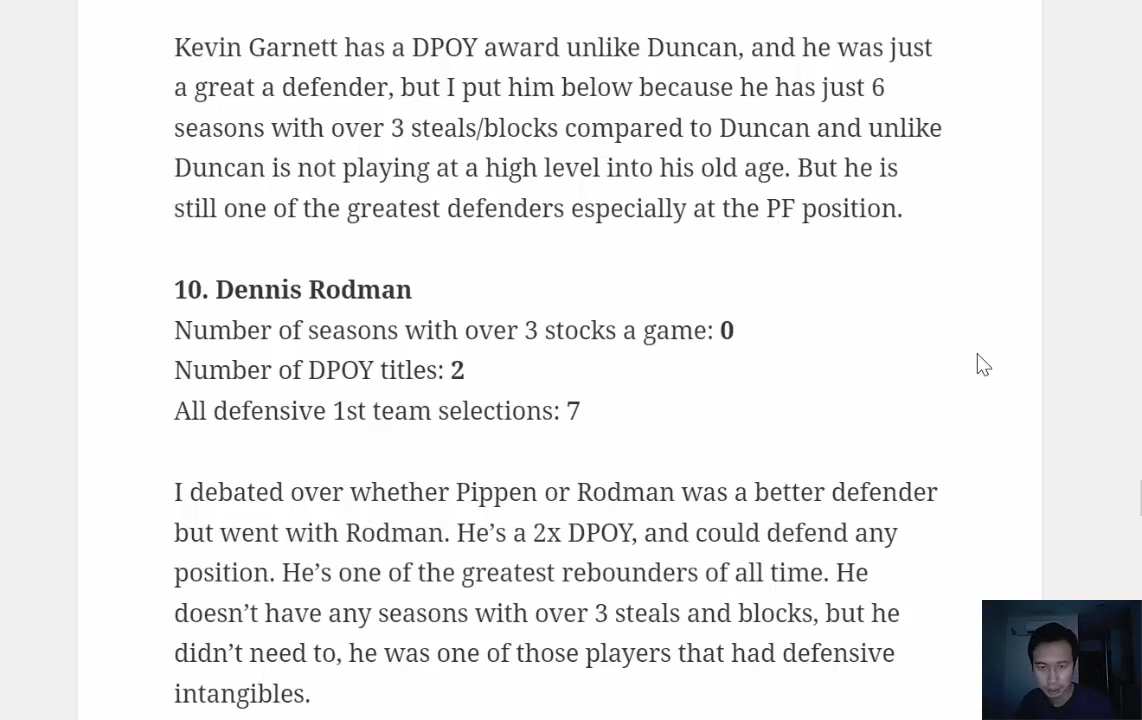 Kevin Garnett has a DPOY award unlike Duncan, and he was just
a great a defender, but I put him below because he has just 6
seasons with over 3 steals/blocks compared to Duncan and unlike
Duncan is not playing at a high level into his old age. But he is
still one of the greatest defenders especially at the PF position.
10. Dennis Rodman
Number of seasons with over 3 stocks a game: 0
Number of DPOY titles: 2
All defensive 1st team selections: 7
I debated over whether Pippen or Rodman was a better defender
but went with Rodman. He’s a 2x DPOY, and could defend any
position. He’s one of the greatest rebounders of all time. He
doesn’t have any seasons with over 3 steals and blocks, but he
didn’t need to, he was one of those players that had defensive
intangibles.